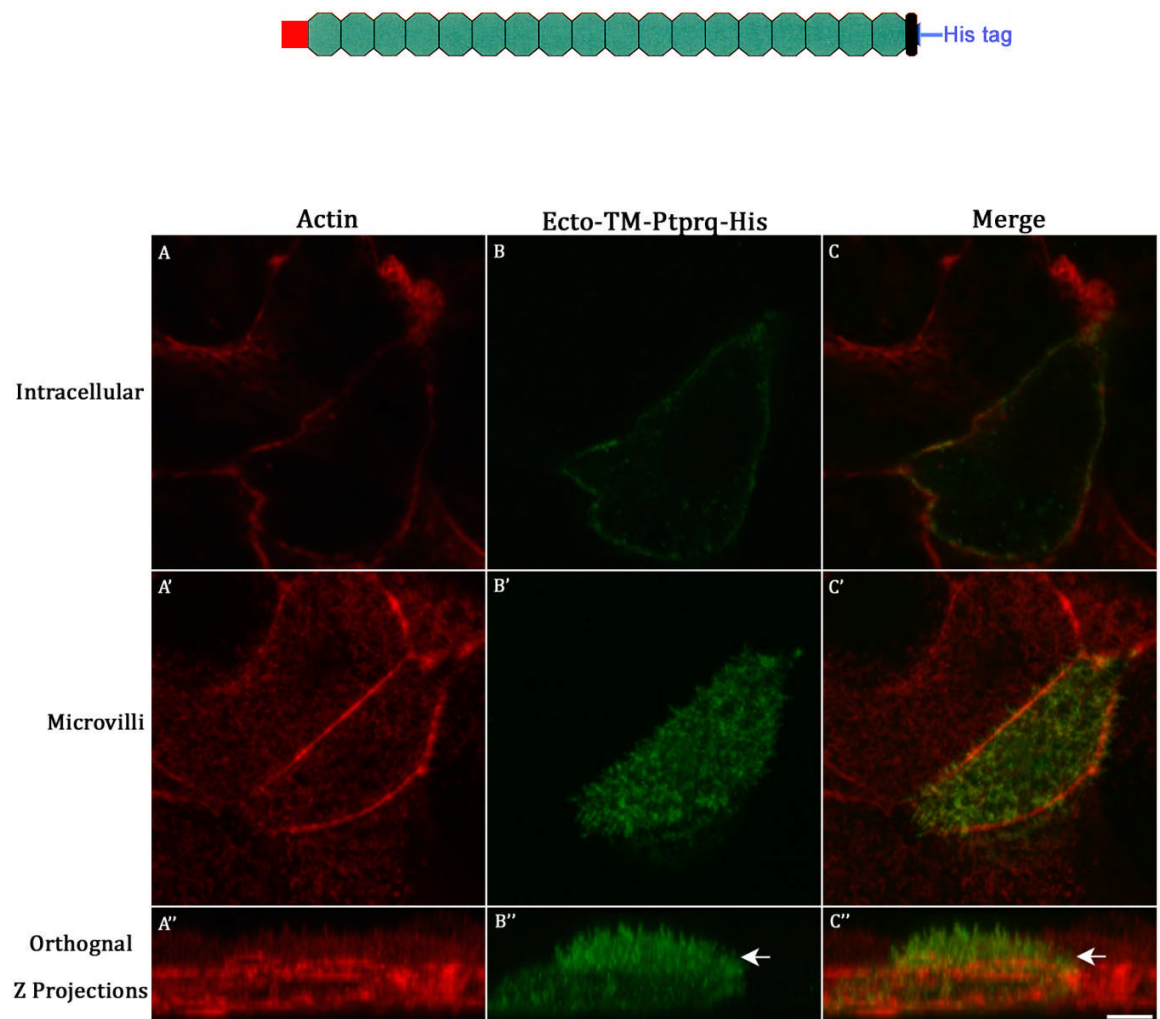 His tag
Actin
Ecto-TM-Ptprq-His
Merge
A
B
C
Intracellular
A'
B'
C'
Microvilli
A''
B''
C''
Orthognal
Z Projections